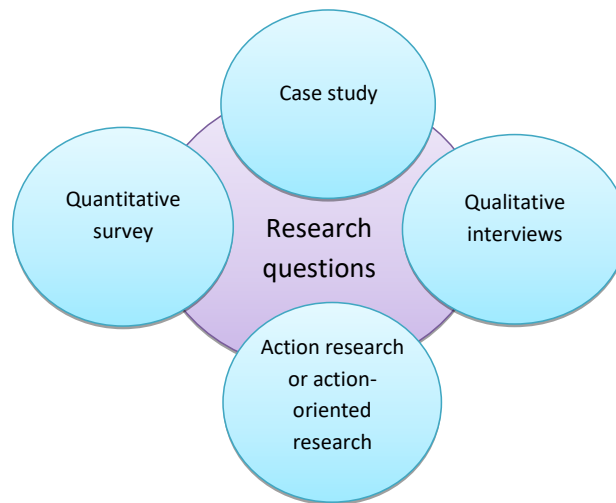 Case study
Quantitative
survey
Research
questions
Qualitative
interviews
Action research
or action-
oriented
research